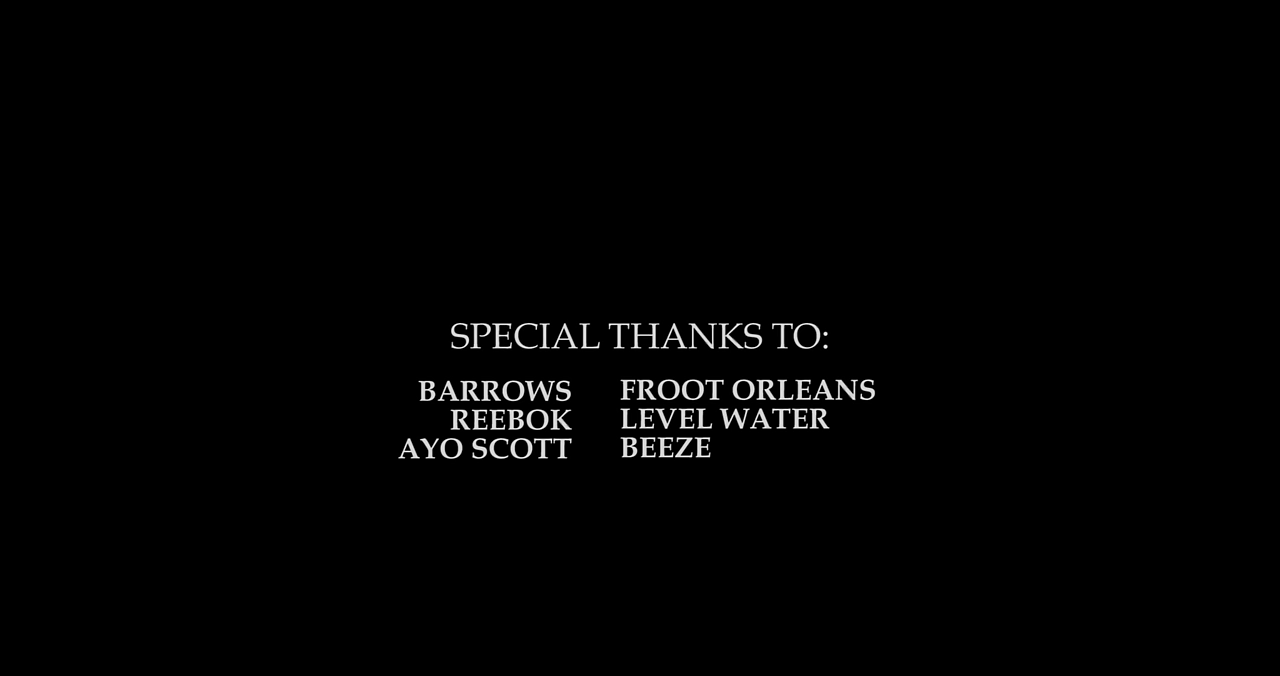 SPECIAL THANKS TO:
BARROWS FROOT ORLEANS
REEBOK LEVEL WATER
AYO SCOTT BEEZE